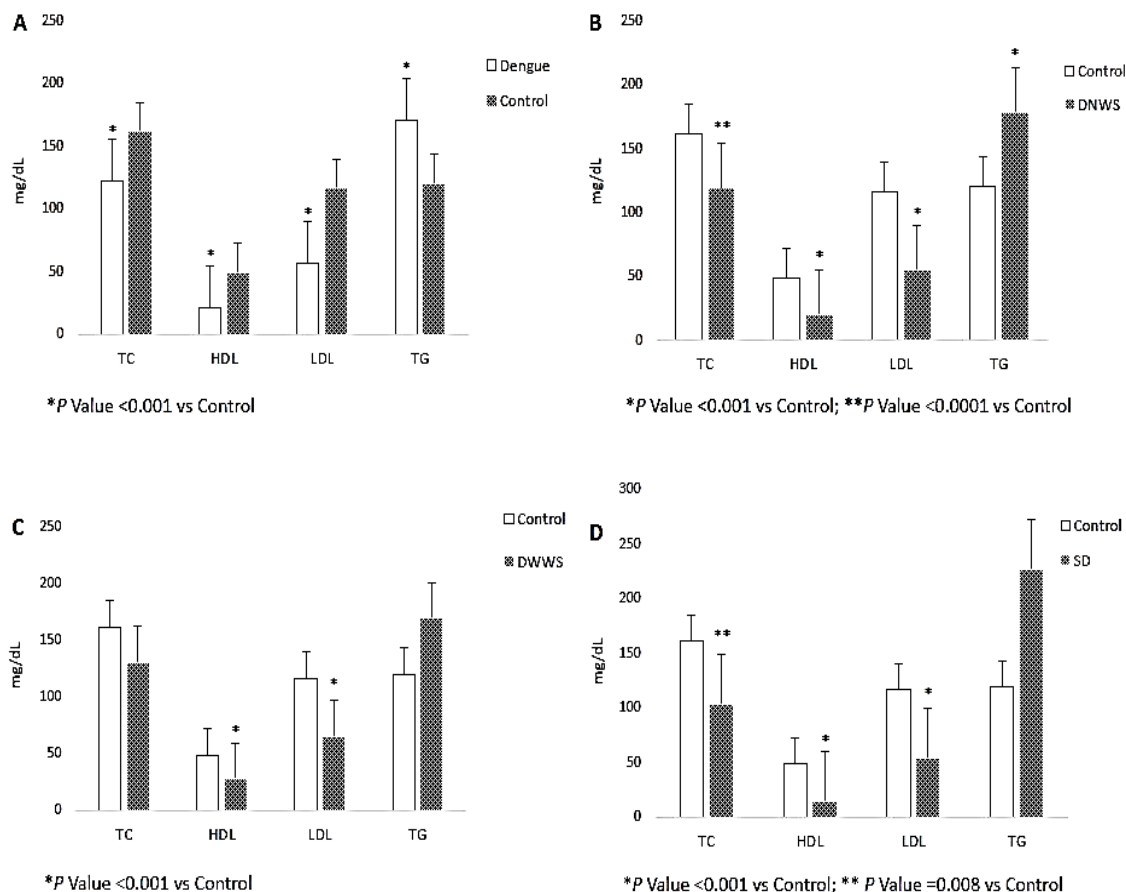 A
250
200
150
100
50
0
mg/dL
*
*
*
*
Dengue
Control
TC
HDL
LDL
TG
*P Value <0.001 vs Control
B
250
200
150
100
50
0
mg/dL
**
*
*
*
Control
DNWS
TC
HDL
LDL
TG
*P Value <0.001 vs Control; **P Value <0.0001 vs Control
C
250
200
150
100
50
0
mg/dL
*
*
Control
DWWS
TC
HDL
LDL
TG
*P Value <0.001 vs Control
D
300
250
200
150
100
50
0
mg/dL
**
*
*
Control
SD
TC
HDL
LDL
TG
*P Value <0.001 vs Control; ** P Value =0.008 vs Control